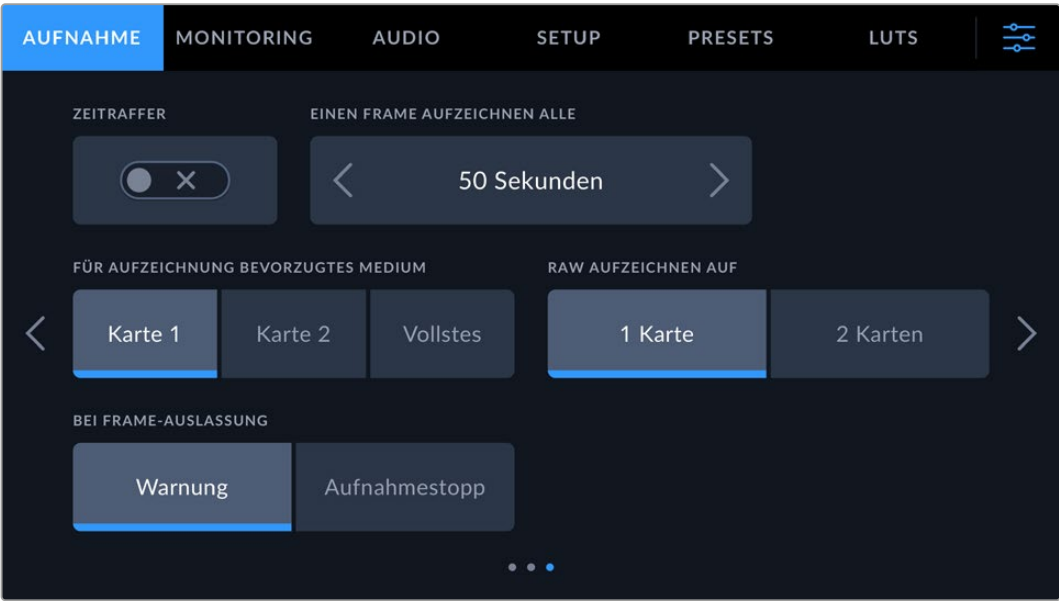 AUFNAHME MONITORING AUDIO SETUP PRESETS LUTS
ZEITRAFFER EINEN FRAME AUFZEICHNEN ALLE
50 Sekunden
FÜR AUFZEICHNUNG BEVORZUGTES MEDIUM RAW AUFZEICHNEN AUF
Karte 1 Karte 2 Vollstes 1 Karte 2 Karten
BEI FRAME-AUSLASSUNG
Warnung Aufnahmestopp